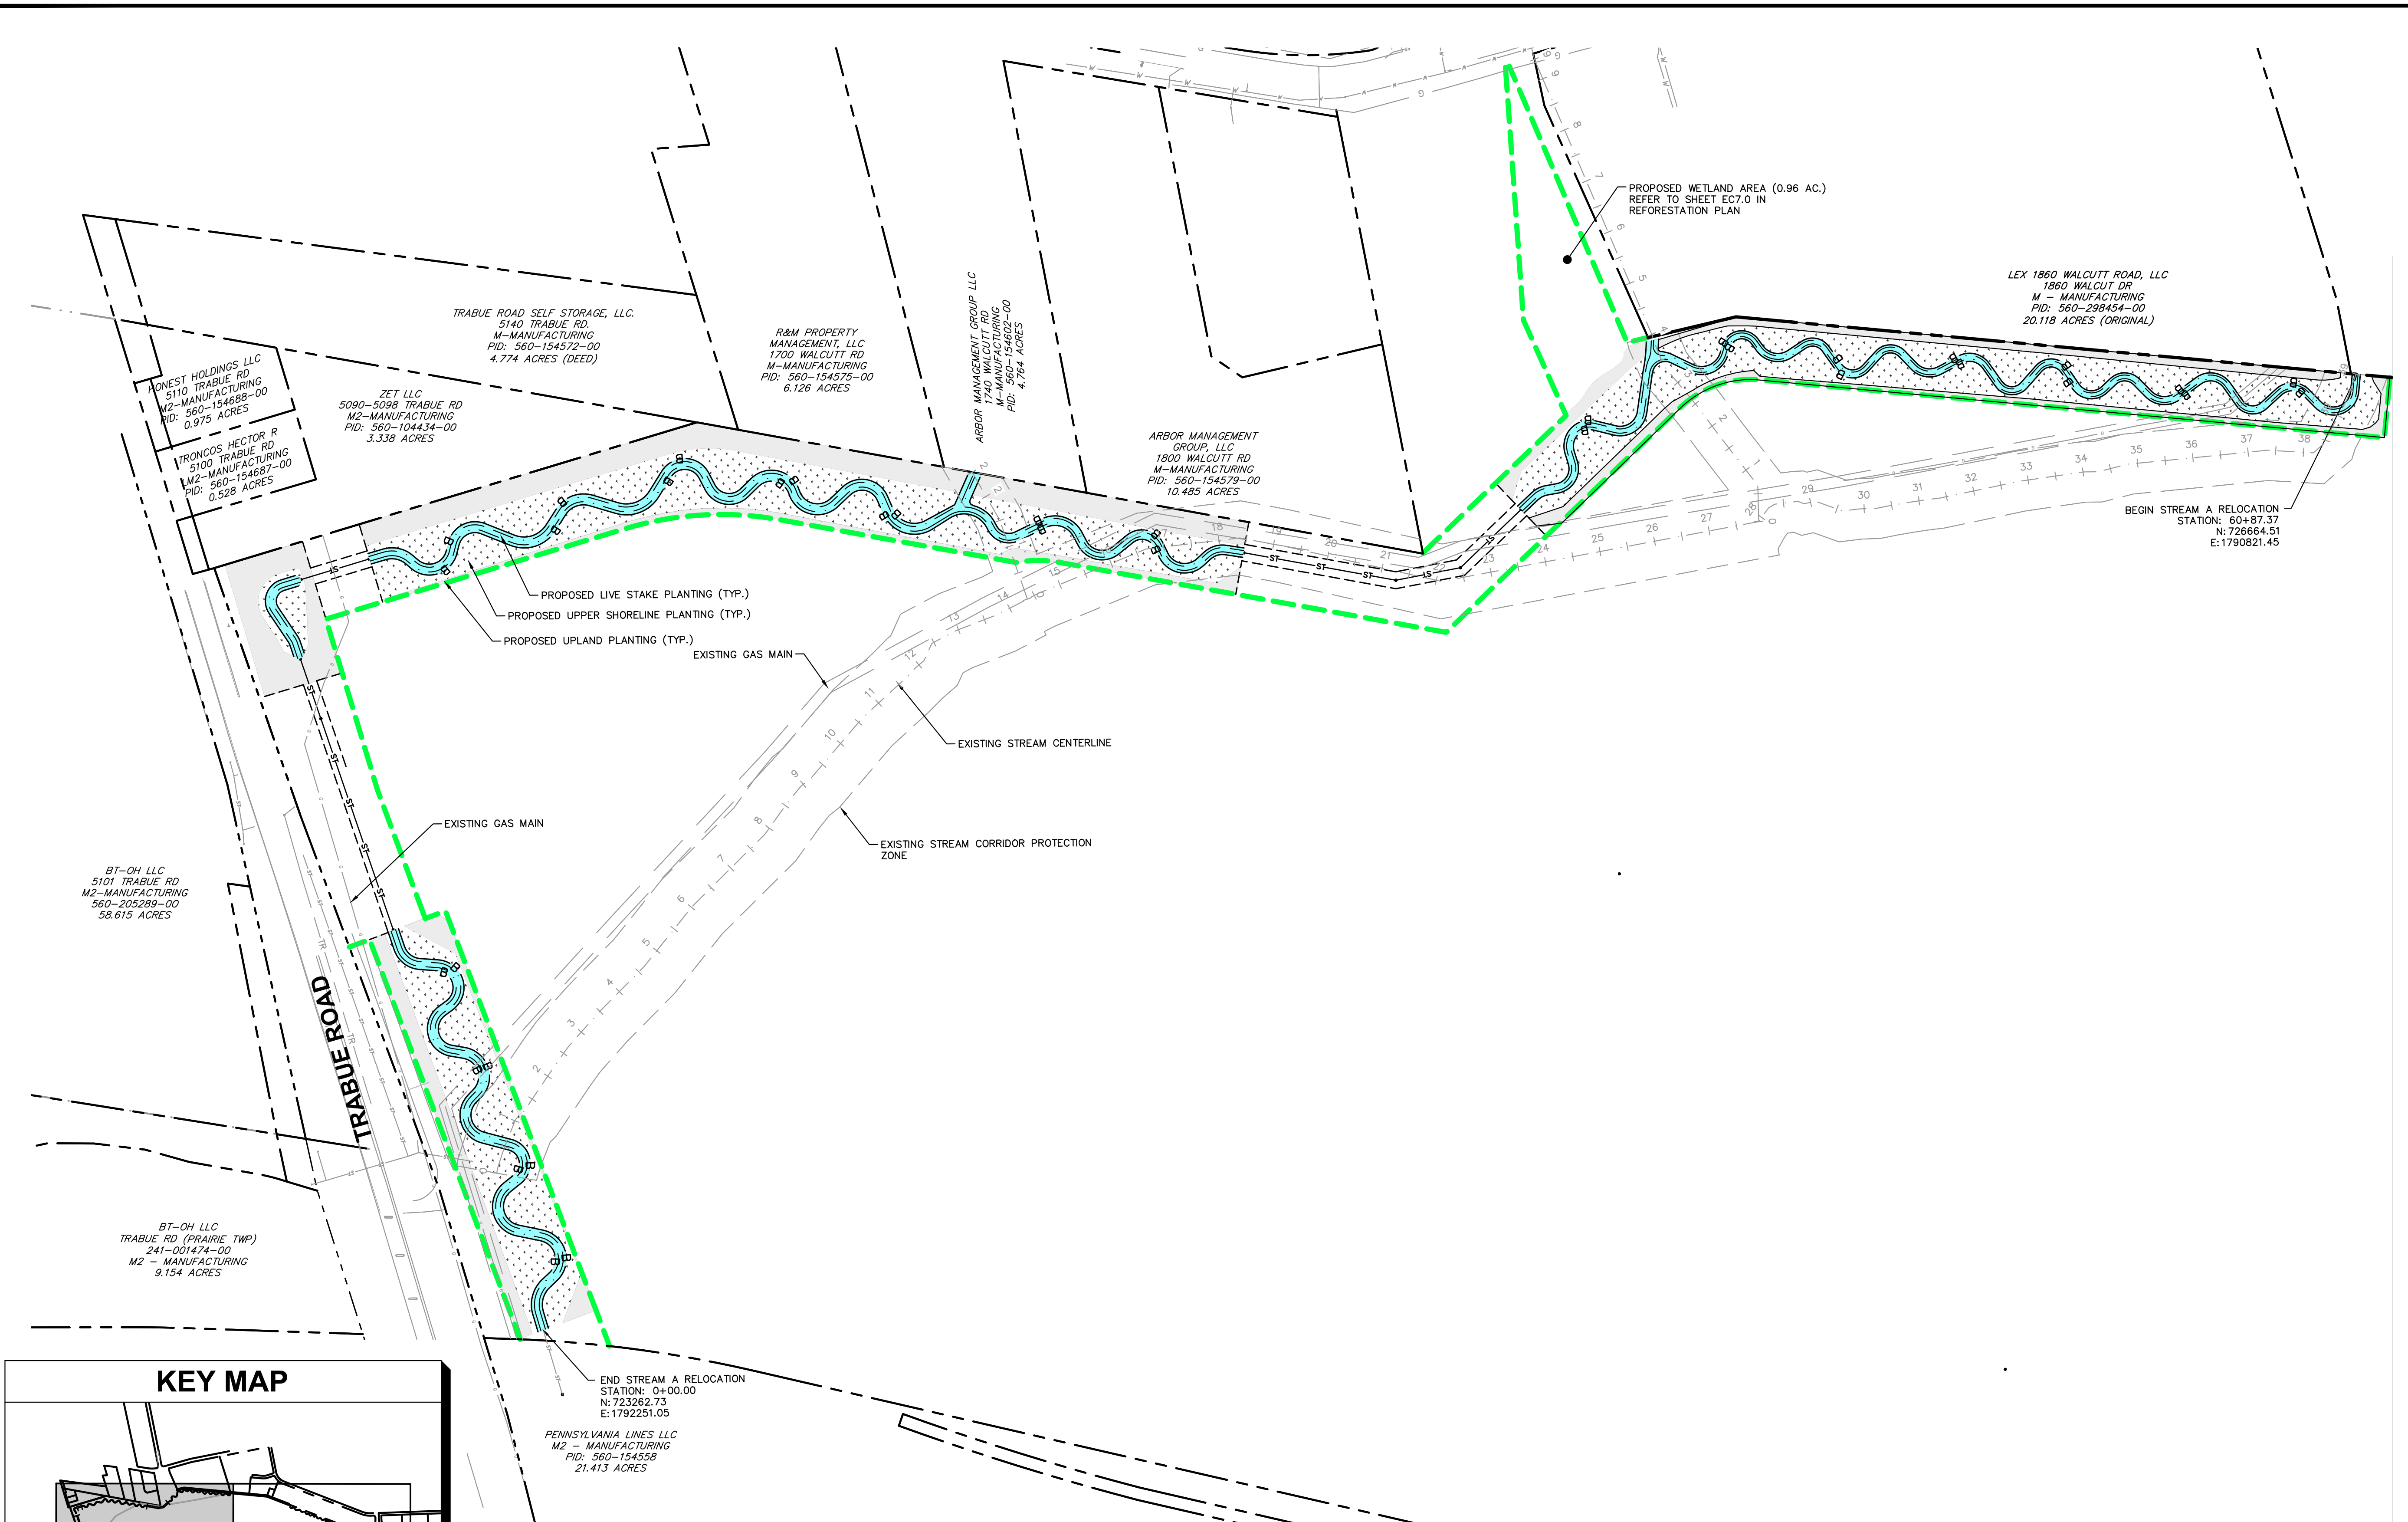 PROPOSED WETLAND AREA (0.96 AC.)
REFER TO SHEET EC7.0 IN
REFORESTATION PLAN
LEX 1860 WALCUTT ROAD, LLC
1860 WALCUT DR
M - MANUFACTURING
PID: 560-298454-00
20.118 ACRES (ORIGINAL)
TRABUE ROAD SELF STORAGE, LLC.
5140 TRABUE RD.
M-MANUFACTURING
PID: 560-154572-00
4.774 ACRES (DEED)
R&M PROPERTY
MANAGEMENT, LLC
1700 WALCUTT RD
M-MANUFACTURING
PID: 560-154575-00
6.126 ACRES
ARBOR MANAGEMENT GROUP LLC
1740 WALCUTT RD
M-MANUFACTURING
PID: 560-154602-00
4.764 ACRES
HONEST HOLDINGS LLC
5110 TRABUE RD
M2-MANUFACTURING
PID: 560-154688-00
0.975 ACRES
ZET LLC
5090-5098 TRABUE RD
M2-MANUFACTURING
PID: 560-104434-00
3.338 ACRES
TRONCOS HECTOR R
5100 TRABUE RD
LM2-MANUFACTURING
PID: 560-154687-00
0.528 ACRES
ARBOR MANAGEMENT
GROUP, LLC
1800 WALCUTT RD
M-MANUFACTURING
PID: 560-154579-00
10.485 ACRES
BEGIN STREAM A RELOCATION
STATION: 60+87.37
N:726664.51
E:1790821.45
PROPOSED LIVE STAKE PLANTING (TYP.)
PROPOSED UPPER SHORELINE PLANTING (TYP.)
PROPOSED UPLAND PLANTING (TYP.)
EXISTING GAS MAIN
EXISTING STREAM CENTERLINE
EXISTING GAS MAIN
EXISTING STREAM CORRIDOR PROTECTION
ZONE
BT-OH LLC
5101 TRABUE RD
M2-MANUFACTURING
560-205289-00
58.615 ACRES
TRABUE ROAD
BT-OH LLC
TRABUE RD (PRAIRIE TWP)
241-001474-00
M2 - MANUFACTURING
9.154 ACRES
END STREAM A RELOCATION
STATION: 0+00.00
N:723262.73
E:1792251.05
PENNSYLVANIA LINES LLC
M2 - MANUFACTURING
PID: 560-154558
21.413 ACRES
KEY MAP